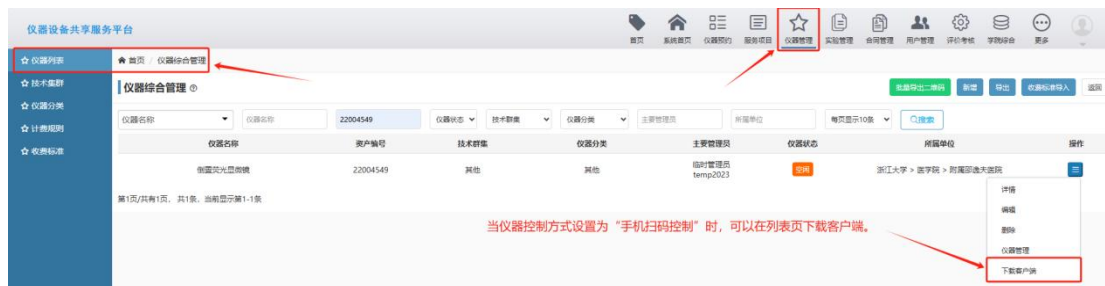 仪器设备共享服务平台
首页 系统首页 仪器预约 服务项目 仪器管理 实验管理 合同管理 用户管理 评价考核 学院综合 更多
仪器列表
首页 / 仪器综合管理
技术集群
仪器综合管理
批量导出二维码 新增 导出 收费标准导入 返回
仪器分类
计费规则
仪器名称 仪器名称 22004549 仪器状态 技术群集 仪器分类 主要管理员 所属单位 每页显示10条 搜索
收费标准
仪器名称 资产编号 技术群集 仪器分类 主要管理员 仪器状态 所属单位 操作
倒置荧光显微镜 22004549 其他 其他 临时管理员 空闲 浙江大学 > 医学院 > 附属邵逸夫医院
temp2023
第1页/共有1页，共1条，当前显示第1-1条
详情
编辑
删除
仪器管理
下载客户端
当仪器控制方式设置为“手机扫码控制”时，可以在列表页下载客户端。